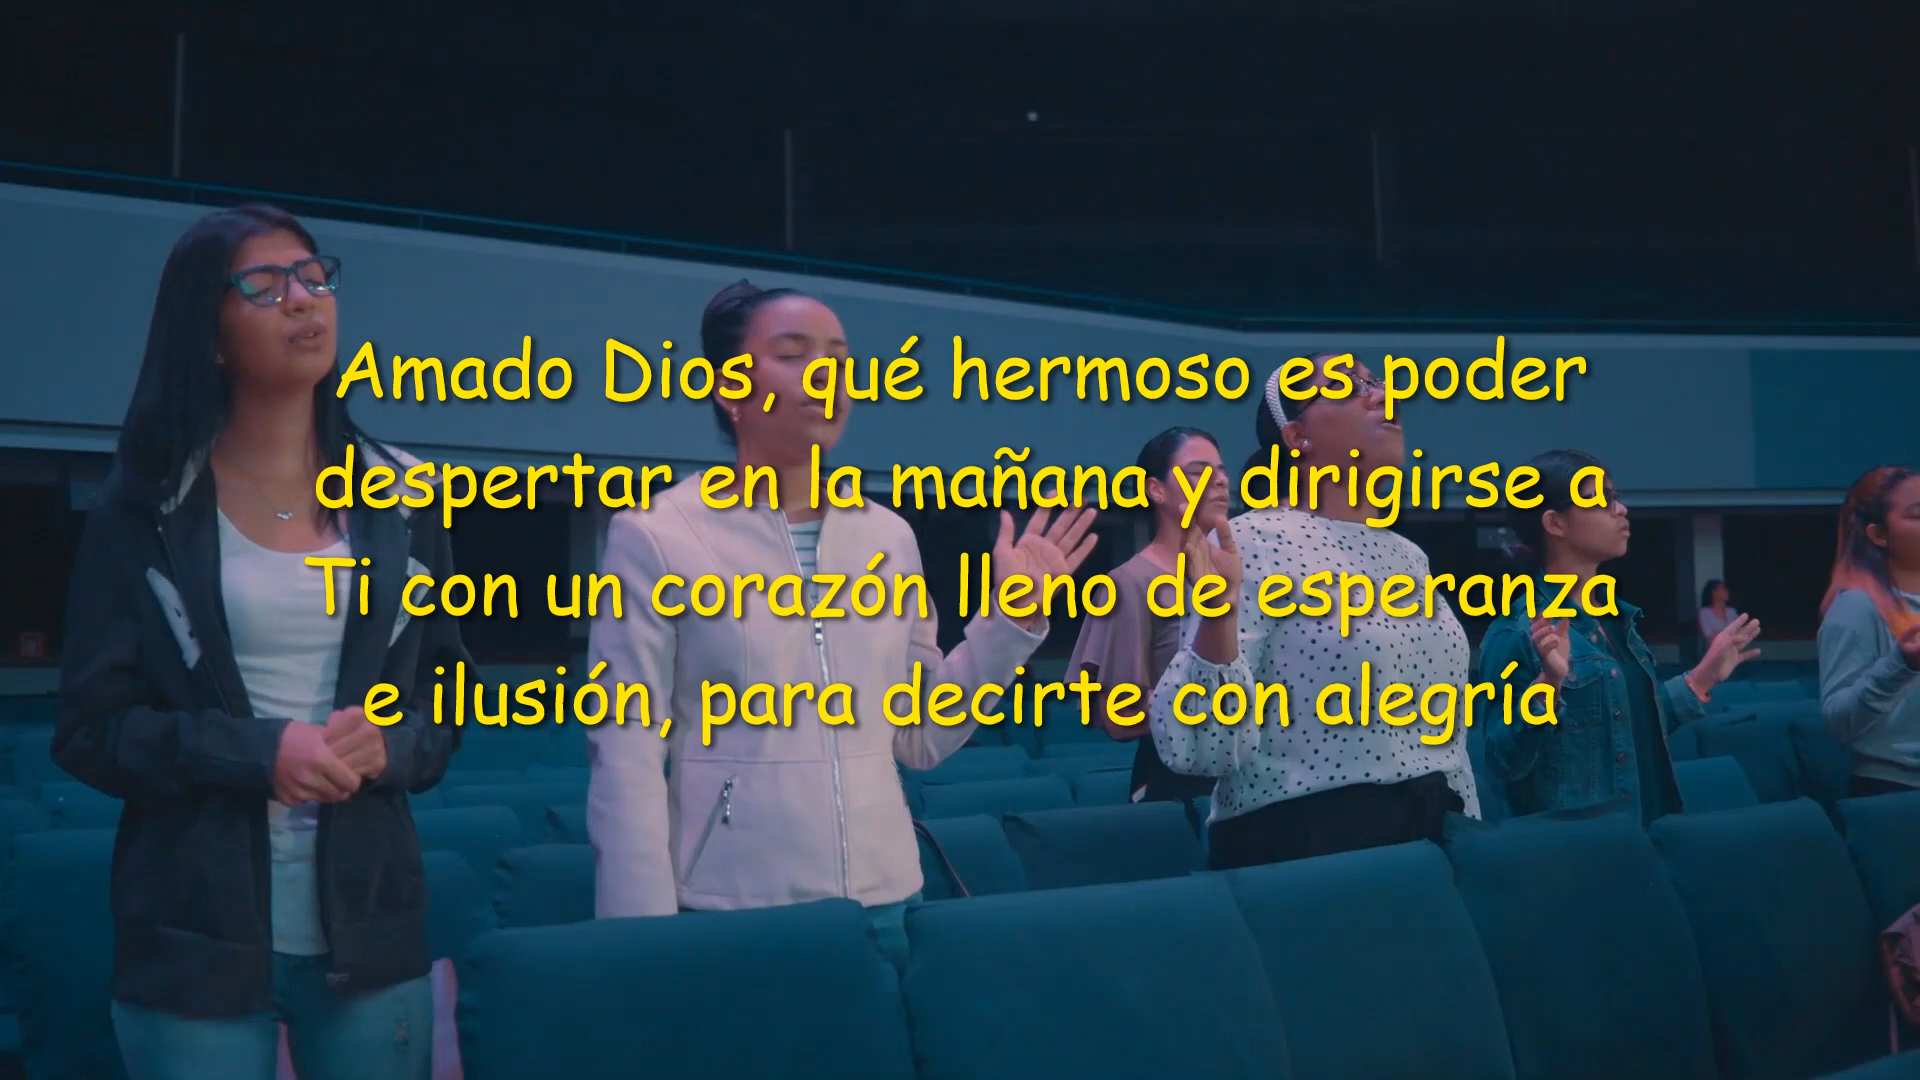 Amado Dios, qué hermoso es poder
despertar en la mañana y dirigirse a
Ti con un corazón lleno de esperanza
e ilusión, para decirte con alegría